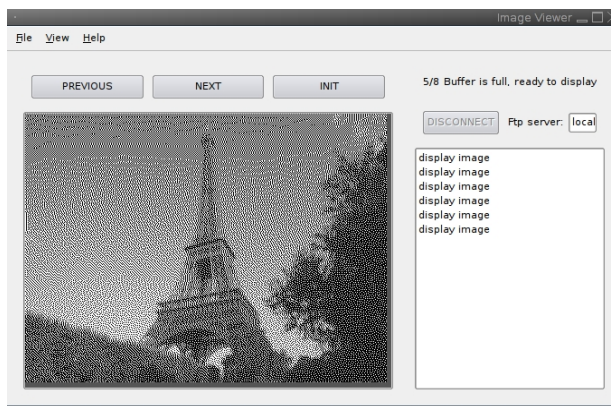 Image Viewer
File View Help
PREVIOUS NEXT INIT
5/8 Buffer is full, ready to display
DISCONNECT Ftp server: local
display image
display image
display image
display image
display image
display image